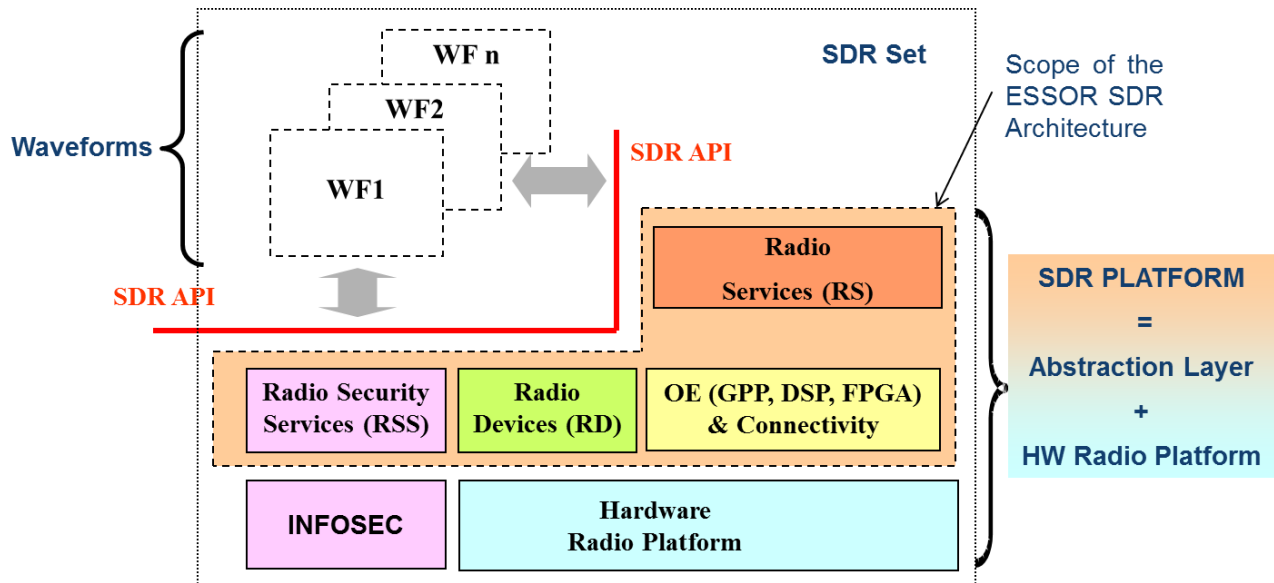 WF n
SDR Set
Scope of the
ESSOR SDR
Architecture
WF2
Waveforms
SDR API
WF1
Radio
Services (RS)
SDR API
SDR PLATFORM
=
Abstraction Layer
+
HW Radio Platform
Radio Security
Services (RSS)
Radio
Devices (RD)
OE (GPP, DSP, FPGA)
& Connectivity
INFOSEC
Hardware
Radio Platform